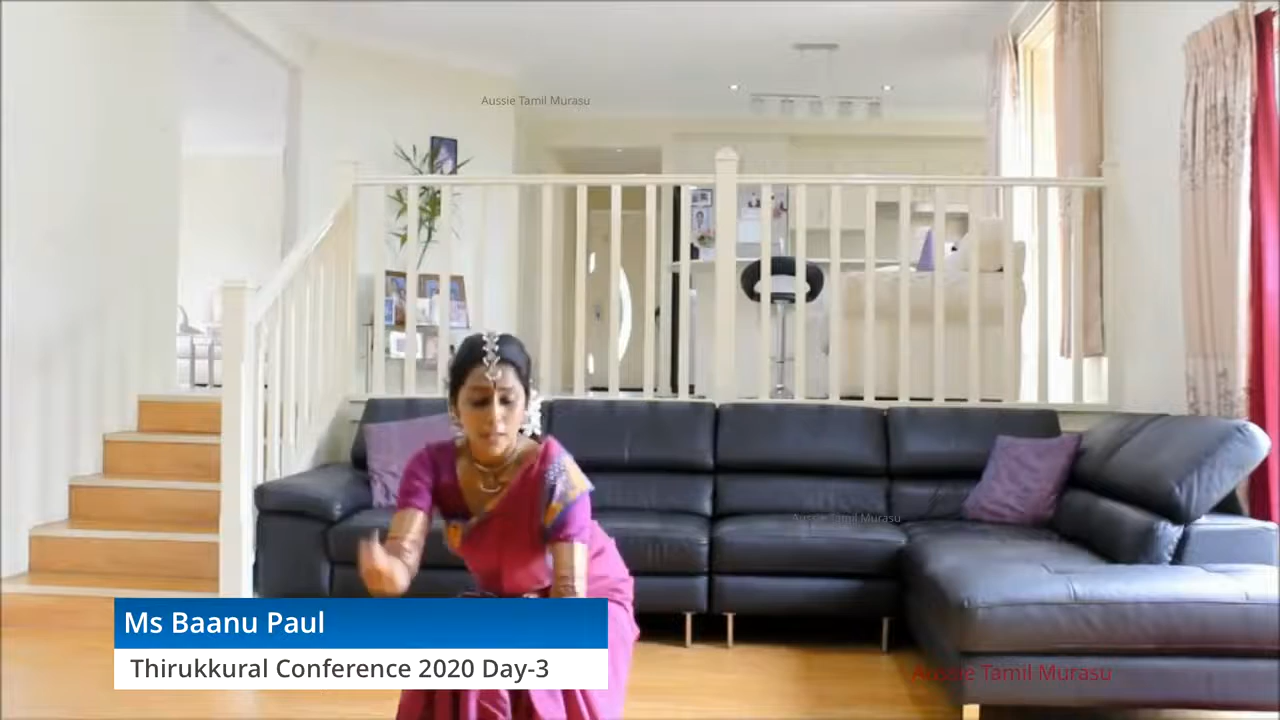 Aussie Tamil Murasu
Aussie Tamil Murasu
Ms Baanu Paul
Thirukkural Conference 2020 Day-3
Aussie Tamil Murasu